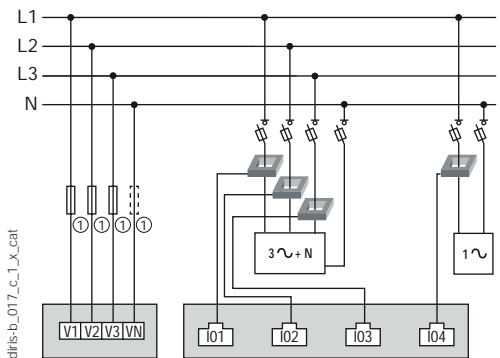 L1
L2
L3
N
① ① ① ①
3∿+N
1∿
V1 V2 V3 VN
I01 I02 I03 I04
diris-b_017_c_1_x_cat